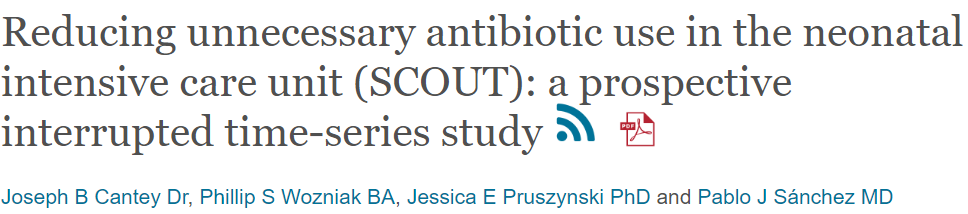 Reducing unnecessary antibiotic use in the neonatal
intensive care unit (SCOUT): a prospective
interrupted time-series study PDF
Joseph B Cantey Dr, Phillip S Wozniak BA, Jessica E Pruszynski PhD and Pablo J Sánchez MD